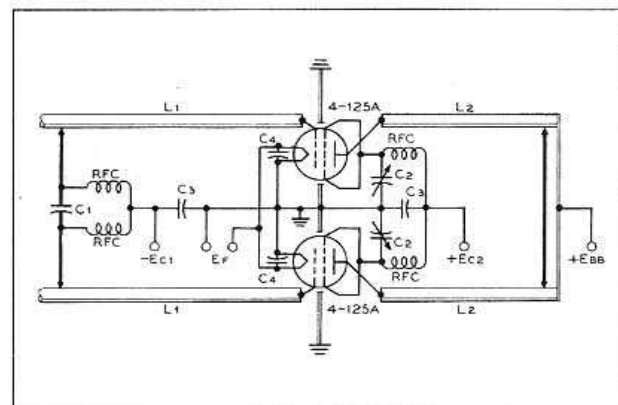 4-125A
L1 L2
C4
RFC RFC
C2
C3 C3
C1
RFC C2
-EC1 EF +EC2 +EBB
C4 RFC
4-125A
L1 L2